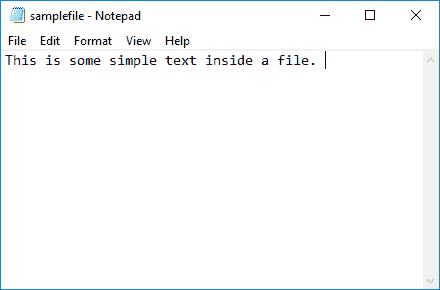 samplefile - Notepad
File Edit Format View Help
This is some simple text inside a file.